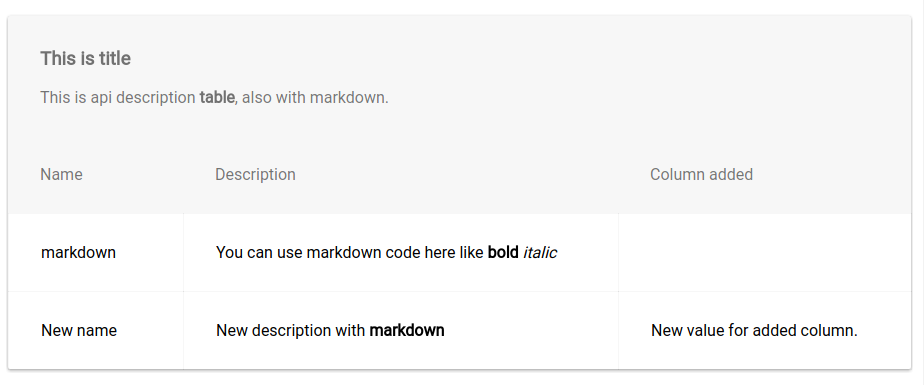 This is title
This is api description table, also with markdown.
Name Description Column added
markdown You can use markdown code here like bold italic
New name New description with markdown New value for added column.